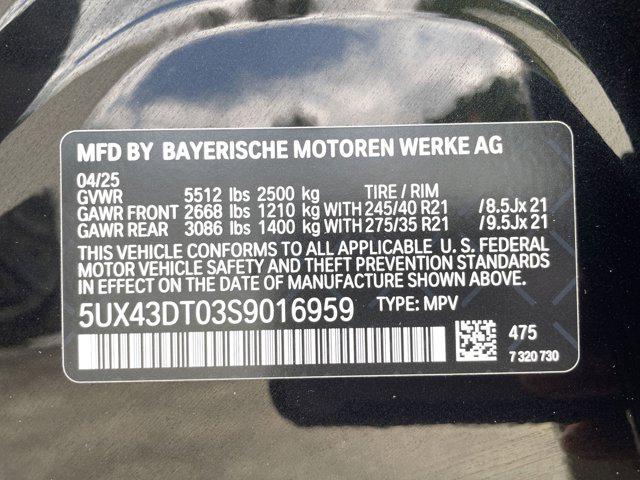 MFD BY BAYERISCHE MOTOREN WERKE AG
04/25
GVWR 5512 lbs 2500 kg TIRE / RIM
GAWR FRONT 2668 lbs 1210 kg WITH 245/40 R21 / 8.5Jx 21
GAWR REAR 3086 lbs 1400 kg WITH 275/35 R21 / 9.5Jx 21
THIS VEHICLE CONFORMS TO ALL APPLICABLE U. S. FEDERAL
MOTOR VEHICLE SAFETY AND THEFT PREVENTION STANDARDS
IN EFFECT ON THE DATE OF MANUFACTURE SHOWN ABOVE.
5UX43DT03S9016959 TYPE: MPV
475
7 320 730